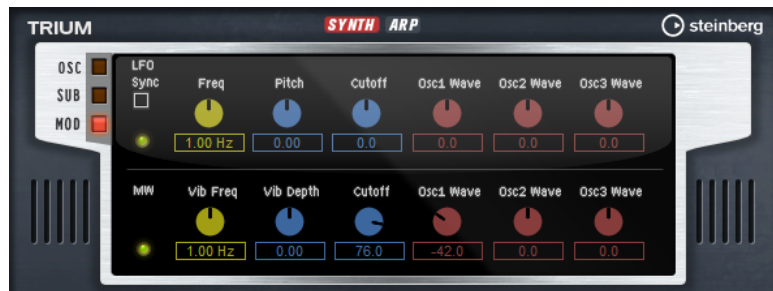 TRIUM SYNTH ARP steinberg
OSC
SUB
MOD
LFO
Sync Freq Pitch Cutoff Osc1 Wave Osc2 Wave Osc3 Wave
1.00 Hz 0.00 0.0 0.0 0.0 0.0
MW Vib Freq Vib Depth Cutoff Osc1 Wave Osc2 Wave Osc3 Wave
1.00 Hz 0.00 76.0 -42.0 0.0 0.0